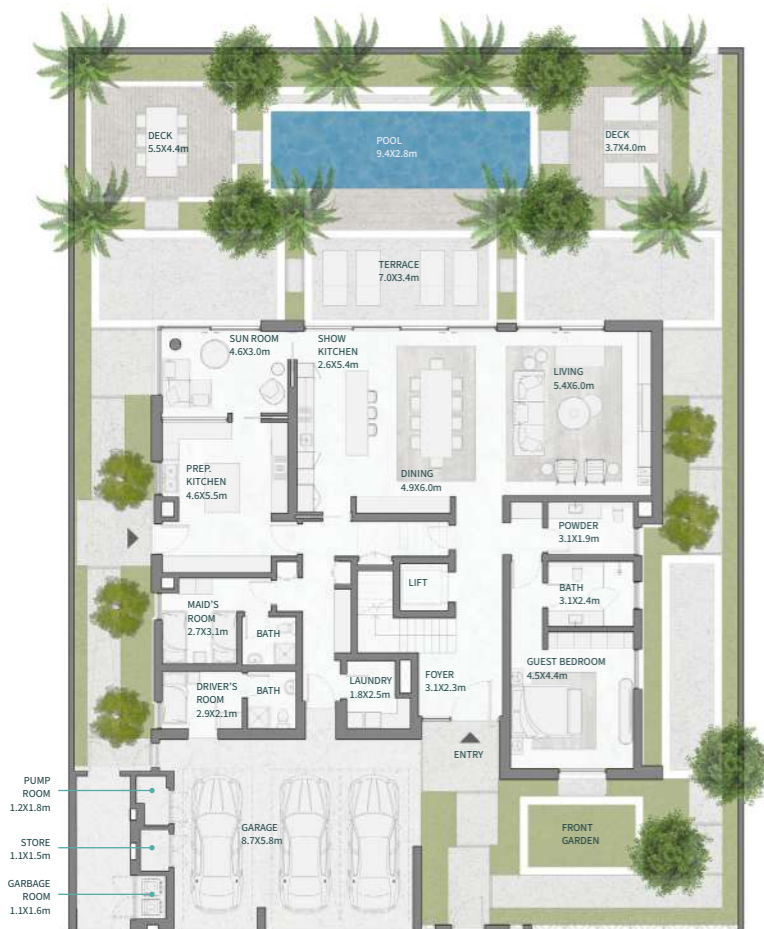 DECK
5.5X4.4m
POOL
9.4X2.8m
DECK
3.7X4.0m
TERRACE
7.0X3.4m
SUN ROOM
4.6X3.0m
SHOW
KITCHEN
2.6X5.4m
LIVING
5.4X6.0m
PREP.
KITCHEN
4.6X5.5m
DINING
4.9X6.0m
POWDER
3.1X1.9m
LIFT
BATH
3.1X2.4m
MAID'S
ROOM
2.7X3.1m
BATH
GUEST BEDROOM
4.5X4.4m
FOYER
3.1X2.3m
LAUNDRY
1.8X2.5m
DRIVER'S
ROOM
2.9X2.1m
BATH
ENTRY
PUMP
ROOM
1.2X1.8m
GARAGE
8.7X5.8m
FRONT
GARDEN
STORE
1.1X1.5m
GARBAGE
ROOM
1.1X1.6m